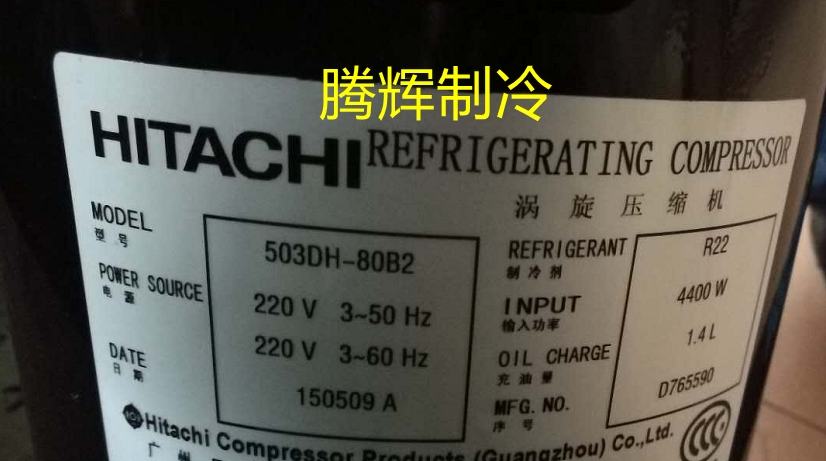 腾辉制冷
HITACHI REFRIGERATING COMPRESSOR
涡旋压缩机
MODEL 503DH-80B2
型号
POWER SOURCE 220 V 3~50 Hz
电源
220 V 3~60 Hz
DATE 150509 A
日期
REFRIGERANT R22
制冷剂
INPUT 4400 W
输入功率
OIL CHARGE 1.4 L
充油量
MFG. NO. D765590
序号
Hitachi Compressor Products (Guangzhou) Co.,Ltd.
广州